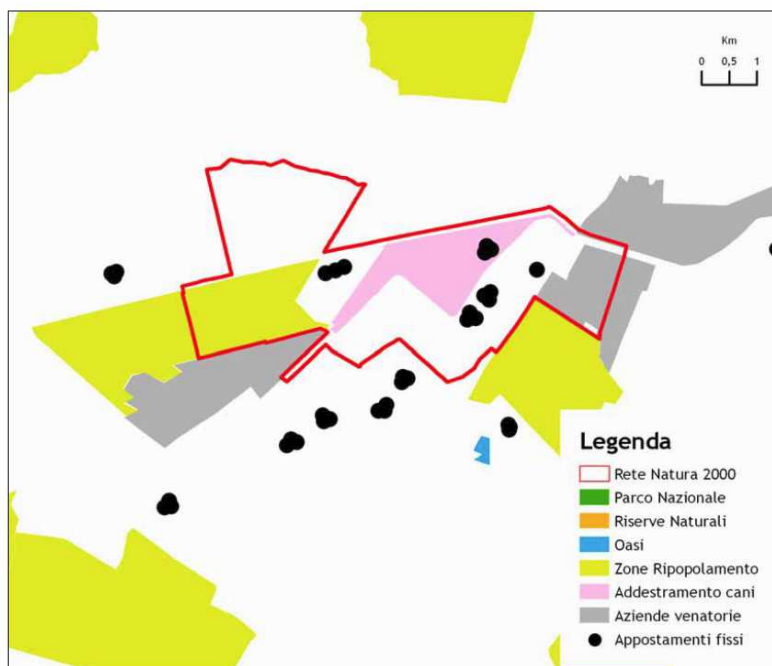 Km
0 0,5 1
Legenda
Rete Natura 2000
Parco Nazionale
Riserve Naturali
Oasi
Zone Ripopolamento
Addestramento cani
Aziende venatorie
Appostamenti fissi